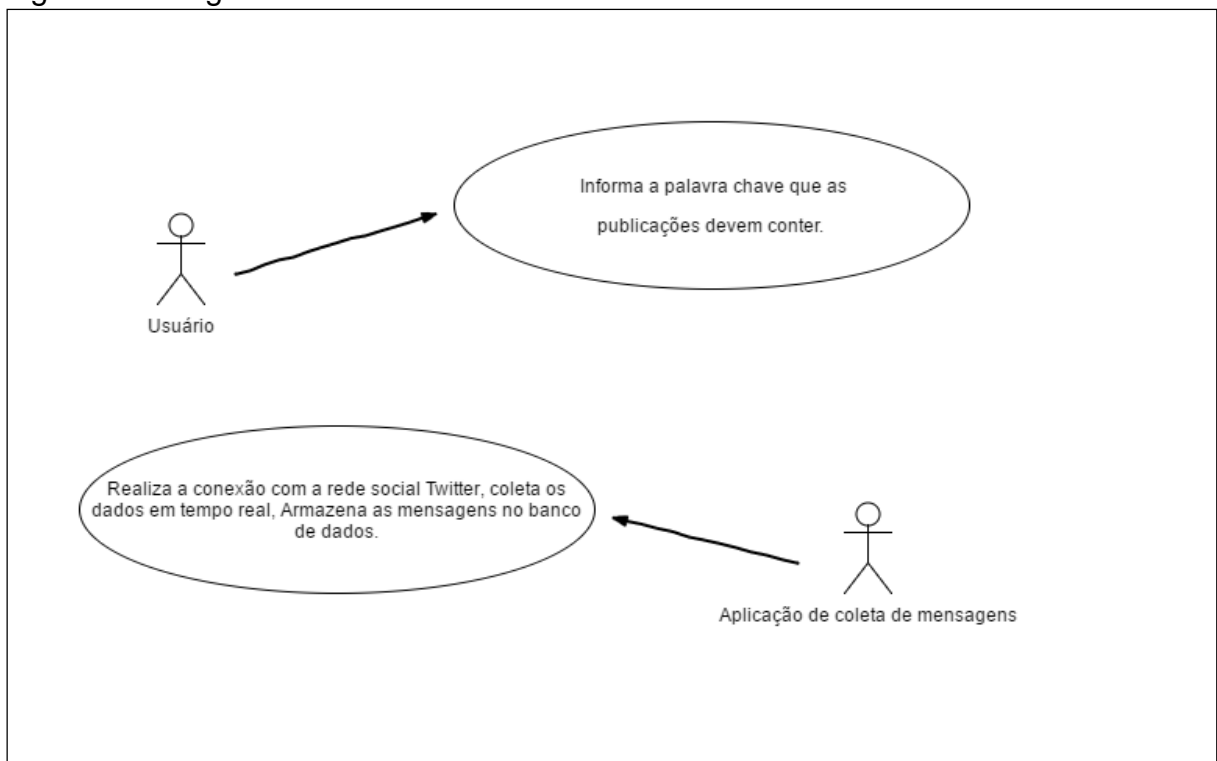 Informa a palavra chave que as
publicações devem conter.
Usuário
Realiza a conexão com a rede social Twitter, coleta os
dados em tempo real, Armazena as mensagens no banco
de dados.
Aplicação de coleta de mensagens